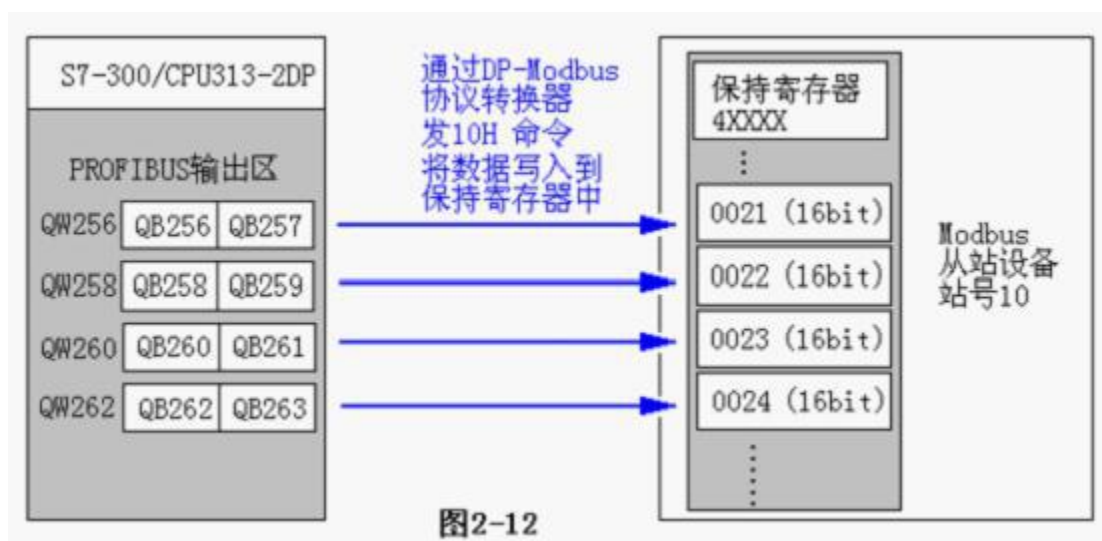 S7-300/CPU313-2DP
PROFIBUS输出区
QW256 QB256 QB257
QW258 QB258 QB259
QW260 QB260 QB261
QW262 QB262 QB263
通过DP-Modbus
协议转换器
发10H 命令
将数据写入到
保持寄存器中
保持寄存器
4XXXX
0021 (16bit)
0022 (16bit)
0023 (16bit)
0024 (16bit)
Modbus
从站设备
站号10
图2-12